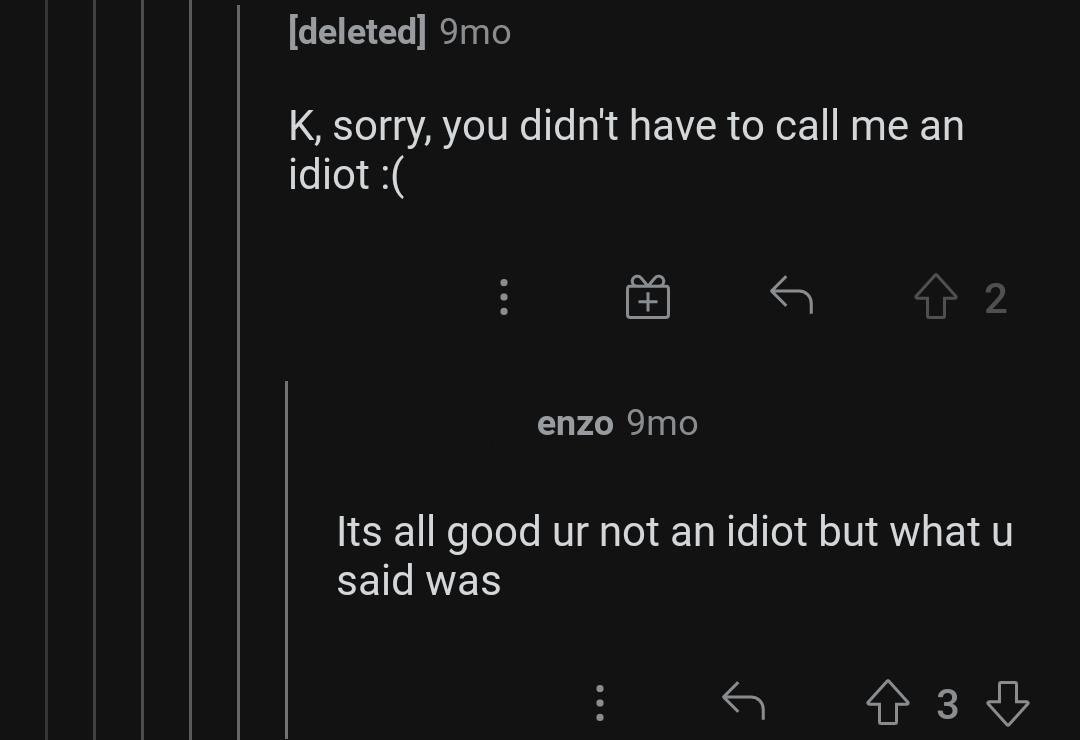 [deleted] 9mo
K, sorry, you didn't have to call me an
idiot :(
2
enzo 9mo
Its all good ur not an idiot but what u
said was
3